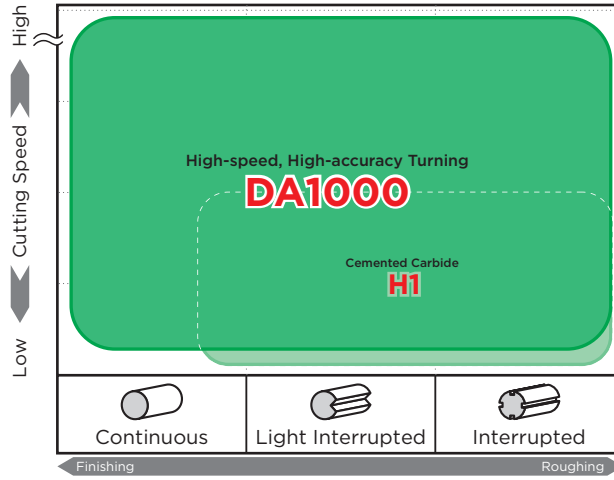 High
Cutting Speed
Low
High-speed, High-accuracy Turning
DA1000
Cemented Carbide
H1
Continuous
Light Interrupted
Interrupted
Finishing
Roughing